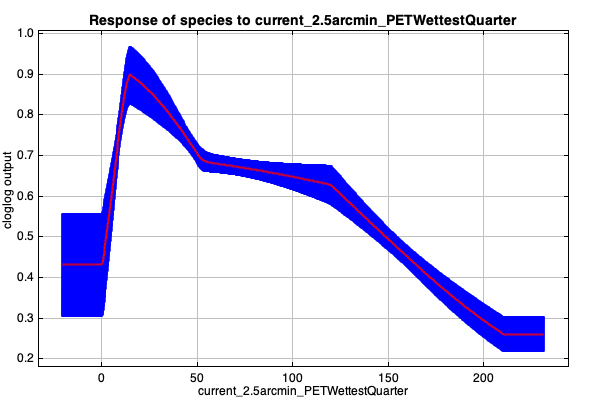 Response of species to current_2.5arcmin_PETWettestQuarter
1.0
0.9
0.8
0.7
0.6
0.5
0.4
0.3
0.2
cloglog output
0 50 100 150 200
current_2.5arcmin_PETWettestQuarter